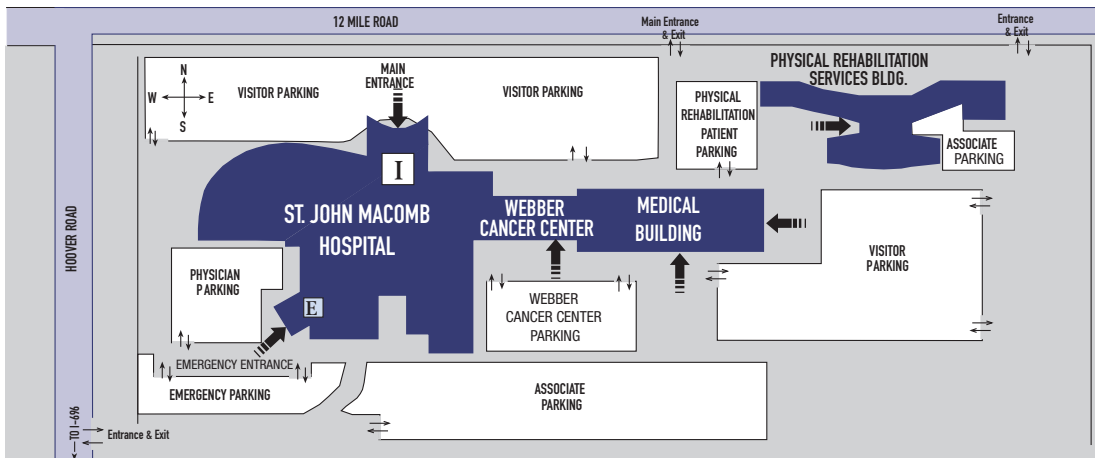 12 MILE ROAD
Main Entrance
& Exit
Entrance
& Exit
HOOVER ROAD
N
W
E
S
VISITOR PARKING
MAIN
ENTRANCE
VISITOR PARKING
PHYSICAL REHABILITATION
SERVICES BLDG.
PHYSICAL
REHABILITATION
PATIENT
PARKING
ASSOCIATE
PARKING
I
ST. JOHN MACOMB
HOSPITAL
WEBBER
CANCER CENTER
MEDICAL
BUILDING
VISITOR
PARKING
PHYSICIAN
PARKING
E
WEBBER
CANCER CENTER
PARKING
EMERGENCY ENTRANCE
EMERGENCY PARKING
ASSOCIATE
PARKING
TO I-6%
Entrance & Exit